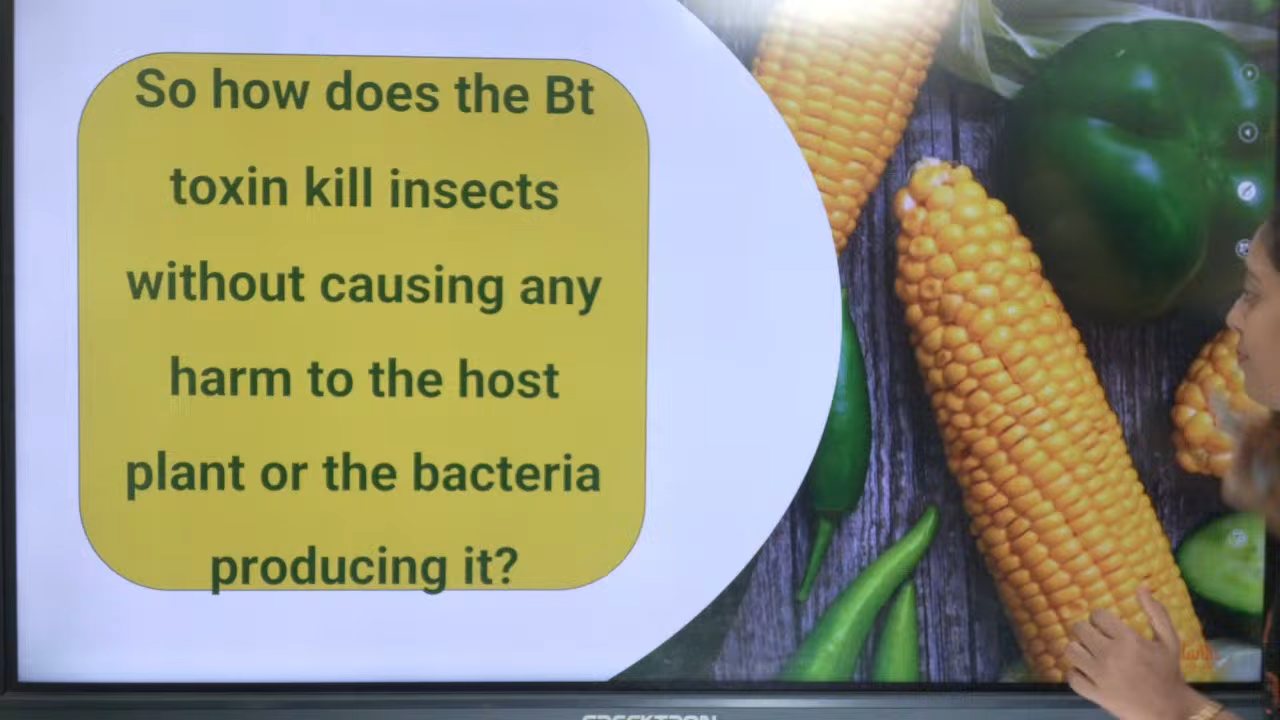 So how does the Bt
toxin kill insects
without causing any
harm to the host
plant or the bacteria
producing it?